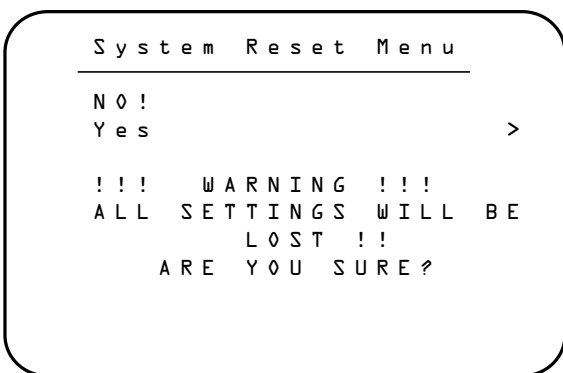 System Reset Menu
NO!
Yes >
!!! WARNING !!!
ALL SETTINGS WILL BE
LOST !!
ARE YOU SURE?